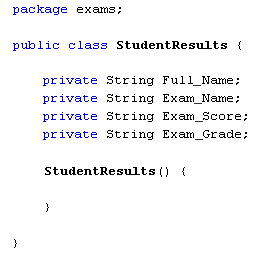 package exams;
public class StudentResults {
private String Full_Name;
private String Exam_Name;
private String Exam_Score;
private String Exam_Grade;
StudentResults() {
}
}